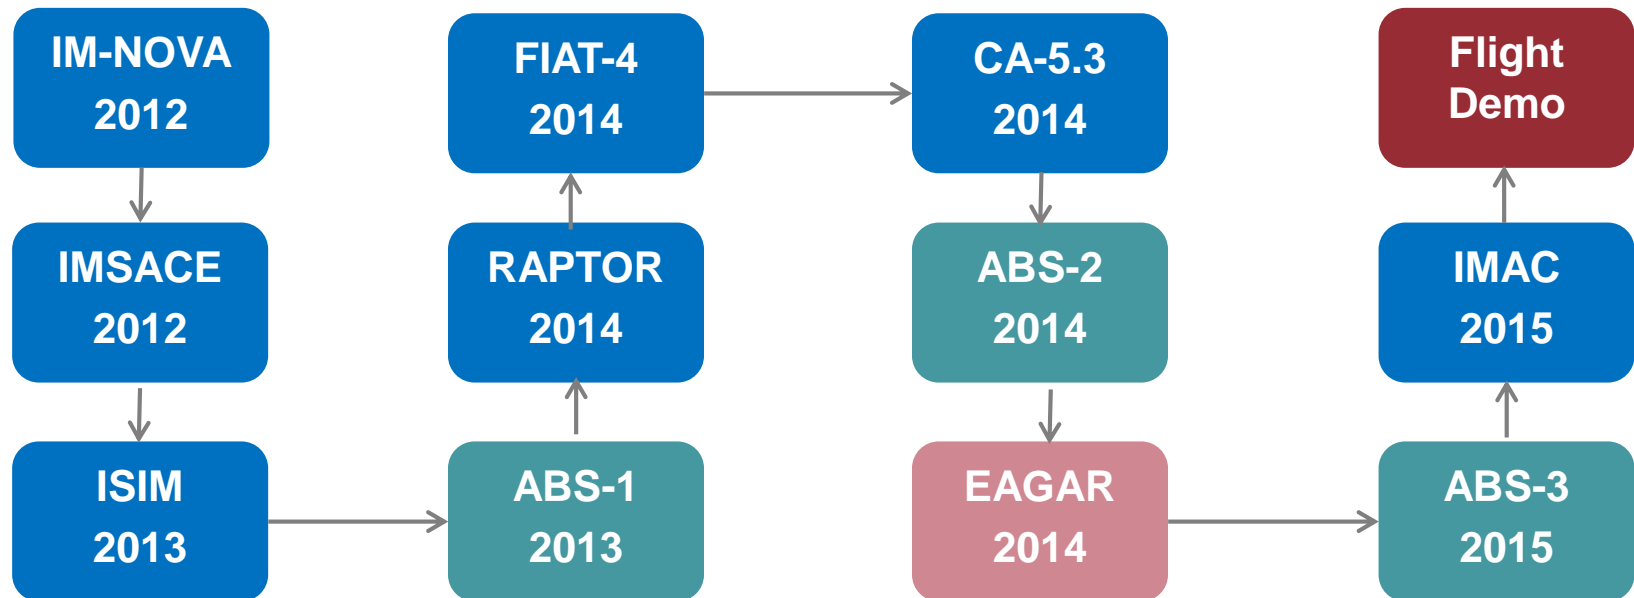 IM-NOVA
2012
IMSACE
2012
ISIM
2013
ABS-1
2013
RAPTOR
2014
FIAT-4
2014
CA-5.3
2014
ABS-2
2014
EAGAR
2014
ABS-3
2015
IMAC
2015
Flight
Demo